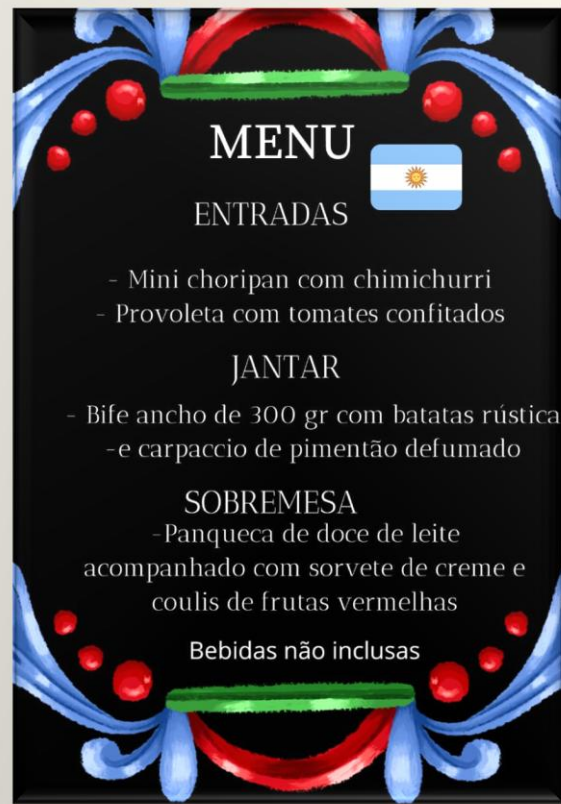 MENU
ENTRADAS
- Mini choripan com chimichurri
- Provoleta com tomates confitados
JANTAR
- Bife ancho de 300 gr com batatas rústica
-e carpaccio de pimentão defumado
SOBREMESA
-Panqueca de doce de leite
acompanhado com sorvete de creme e
coulis de frutas vermelhas
Bebidas não inclusas